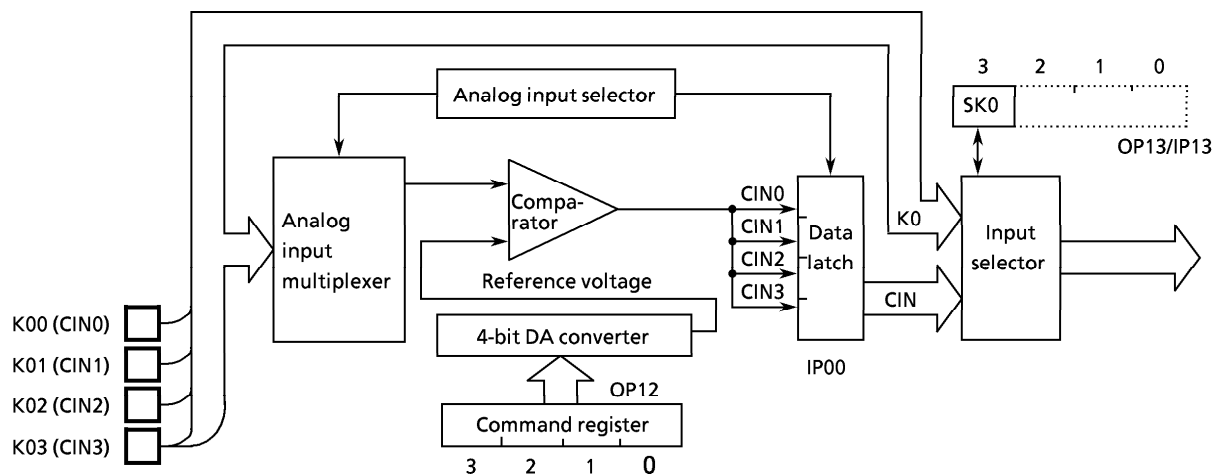 3 2 1 0
SK0
OP13/IP13
Analog input selector
Analog
input
multiplexer
Compa-
rator
CIN0
CIN1
CIN2
CIN3
Data
latch
K0
CIN
Input
selector
Reference voltage
K00 (CIN0)
K01 (CIN1)
K02 (CIN2)
K03 (CIN3)
4-bit DA converter
IP00
OP12
Command register
3 2 1 0